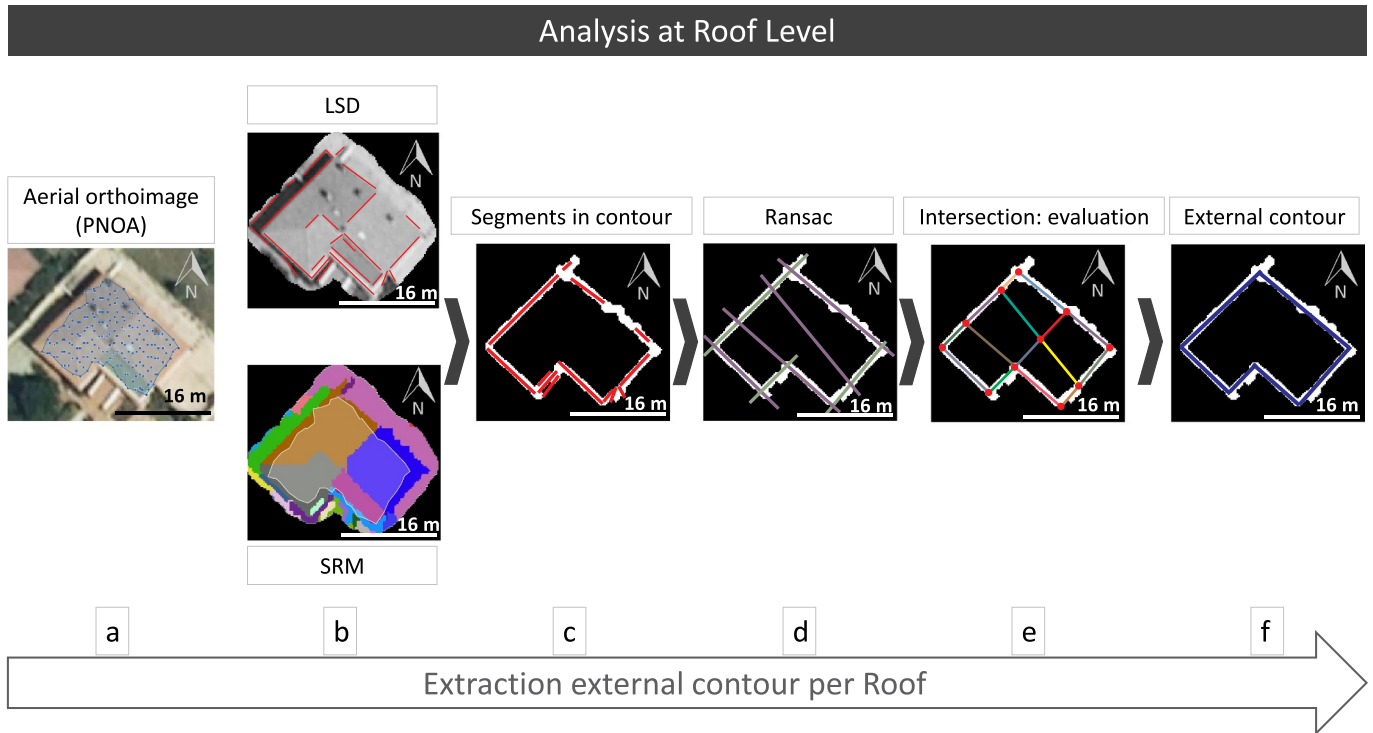 Analysis at Roof Level
Aerial orthoimage
(PNOA)
N
16 m
LSD
N
16 m
N
16 m
SRM
Segments in contour
N
16 m
Ransac
N
16 m
Intersection: evaluation
N
16 m
External contour
N
16 m
a
b
c
d
e
f
Extraction external contour per Roof